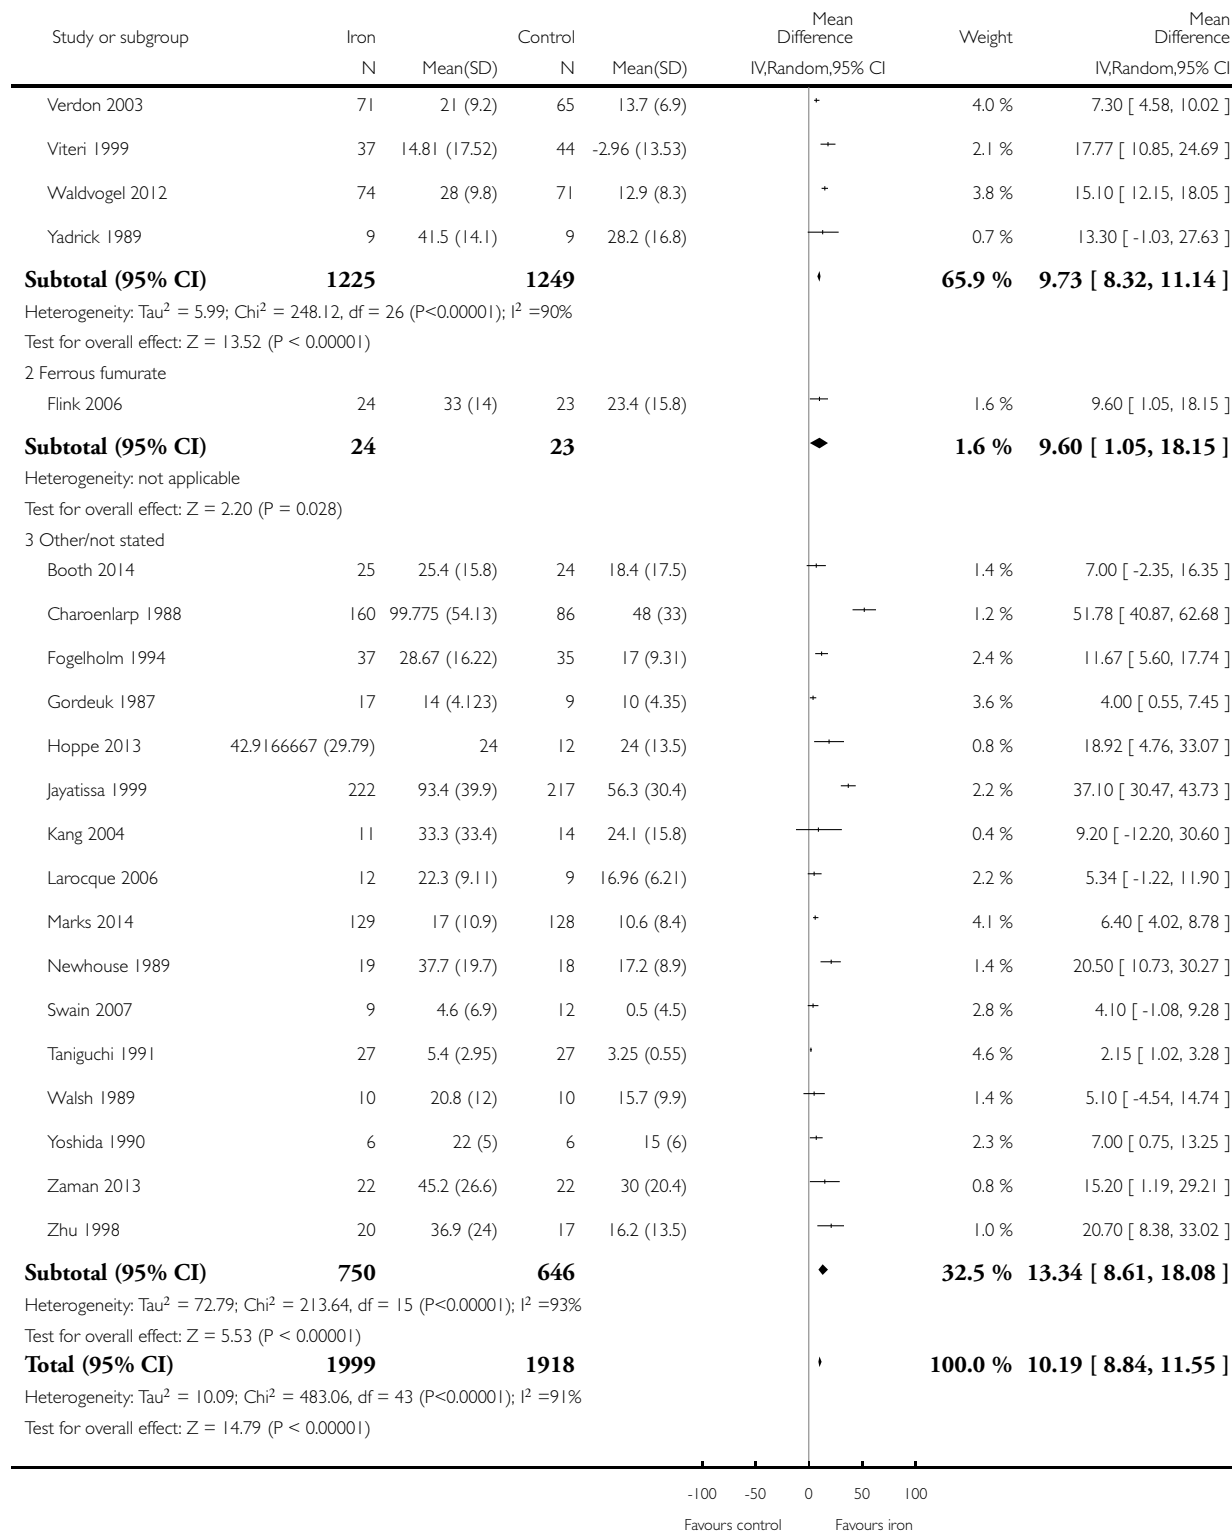 Study or subgroup Iron Control Mean Difference Weight Mean Difference
N Mean(SD) N Mean(SD) IV,Random,95% CI IV,Random,95% CI
Verdon 2003 71 21 (9.2) 65 13.7 (6.9) 4.0 % 7.30 [ 4.58, 10.02 ]
Viteri 1999 37 14.81 (17.52) 44 -2.96 (13.53) 2.1 % 17.77 [ 10.85, 24.69 ]
Waldvogel 2012 74 28 (9.8) 71 12.9 (8.3) 3.8 % 15.10 [ 12.15, 18.05 ]
Yadrick 1989 9 41.5 (14.1) 9 28.2 (16.8) 0.7 % 13.30 [ -1.03, 27.63 ]
Subtotal (95% CI) 1225 1249 65.9 % 9.73 [ 8.32, 11.14 ]
Heterogeneity: Tau² = 5.99; Chi² = 248.12, df = 26 (P<0.00001); I² =90%
Test for overall effect: Z = 13.52 (P < 0.00001)
2 Ferrous fumurate
Flink 2006 24 33 (14) 23 23.4 (15.8) 1.6 % 9.60 [ 1.05, 18.15 ]
Subtotal (95% CI) 24 23 1.6 % 9.60 [ 1.05, 18.15 ]
Heterogeneity: not applicable
Test for overall effect: Z = 2.20 (P = 0.028)
3 Other/not stated
Booth 2014 25 25.4 (15.8) 24 18.4 (17.5) 1.4 % 7.00 [ -2.35, 16.35 ]
Charoenlarp 1988 160 99.775 (54.13) 86 48 (33) 1.2 % 51.78 [ 40.87, 62.68 ]
Fogelholm 1994 37 28.67 (16.22) 35 17 (9.31) 2.4 % 11.67 [ 5.60, 17.74 ]
Gordeuk 1987 17 14 (4.123) 9 10 (4.35) 3.6 % 4.00 [ 0.55, 7.45 ]
Hoppe 2013 42.9166667 (29.79) 24 12 24 (13.5) 0.8 % 18.92 [ 4.76, 33.07 ]
Jayatissa 1999 222 93.4 (39.9) 217 56.3 (30.4) 2.2 % 37.10 [ 30.47, 43.73 ]
Kang 2004 11 33.3 (33.4) 14 24.1 (15.8) 0.4 % 9.20 [ -12.20, 30.60 ]
Larocque 2006 12 22.3 (9.11) 9 16.96 (6.21) 2.2 % 5.34 [ -1.22, 11.90 ]
Marks 2014 129 17 (10.9) 128 10.6 (8.4) 4.1 % 6.40 [ 4.02, 8.78 ]
Newhouse 1989 19 37.7 (19.7) 18 17.2 (8.9) 1.4 % 20.50 [ 10.73, 30.27 ]
Swain 2007 9 4.6 (6.9) 12 0.5 (4.5) 2.8 % 4.10 [ -1.08, 9.28 ]
Taniguchi 1991 27 5.4 (2.95) 27 3.25 (0.55) 4.6 % 2.15 [ 1.02, 3.28 ]
Walsh 1989 10 20.8 (12) 10 15.7 (9.9) 1.4 % 5.10 [ -4.54, 14.74 ]
Yoshida 1990 6 22 (5) 6 15 (6) 2.3 % 7.00 [ 0.75, 13.25 ]
Zaman 2013 22 45.2 (26.6) 22 30 (20.4) 0.8 % 15.20 [ 1.19, 29.21 ]
Zhu 1998 20 36.9 (24) 17 16.2 (13.5) 1.0 % 20.70 [ 8.38, 33.02 ]
Subtotal (95% CI) 750 646 32.5 % 13.34 [ 8.61, 18.08 ]
Heterogeneity: Tau² = 72.79; Chi² = 213.64, df = 15 (P<0.00001); I² =93%
Test for overall effect: Z = 5.53 (P < 0.00001)
Total (95% CI) 1999 1918 100.0 % 10.19 [ 8.84, 11.55 ]
Heterogeneity: Tau² = 10.09; Chi² = 483.06, df = 43 (P<0.00001); I² =91%
Test for overall effect: Z = 14.79 (P < 0.00001)
-100 -50 0 50 100
Favours control Favours iron